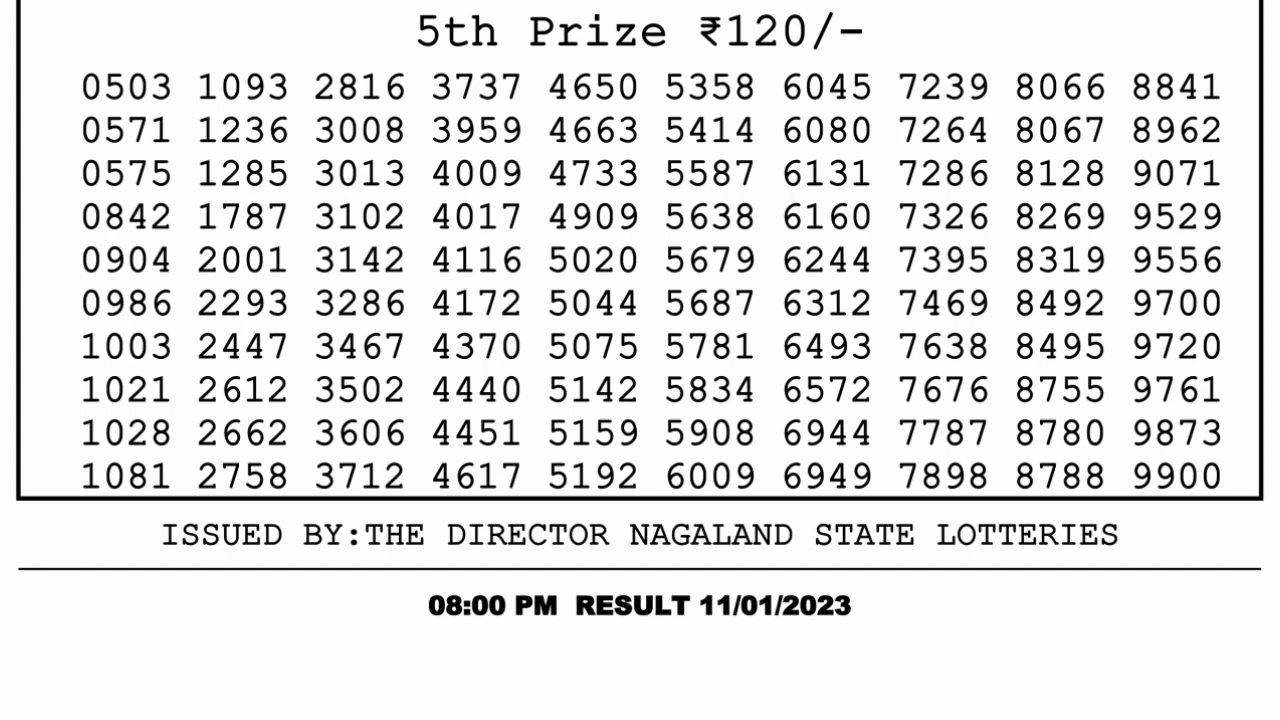 5th Prize ₹120/-
0503 1093 2816 3737 4650 5358 6045 7239 8066 8841
0571 1236 3008 3959 4663 5414 6080 7264 8067 8962
0575 1285 3013 4009 4733 5587 6131 7286 8128 9071
0842 1787 3102 4017 4909 5638 6160 7326 8269 9529
0904 2001 3142 4116 5020 5679 6244 7395 8319 9556
0986 2293 3286 4172 5044 5687 6312 7469 8492 9700
1003 2447 3467 4370 5075 5781 6493 7638 8495 9720
1021 2612 3502 4440 5142 5834 6572 7676 8755 9761
1028 2662 3606 4451 5159 5908 6944 7787 8780 9873
1081 2758 3712 4617 5192 6009 6949 7898 8788 9900
ISSUED BY:THE DIRECTOR NAGALAND STATE LOTTERIES
08:00 PM RESULT 11/01/2023